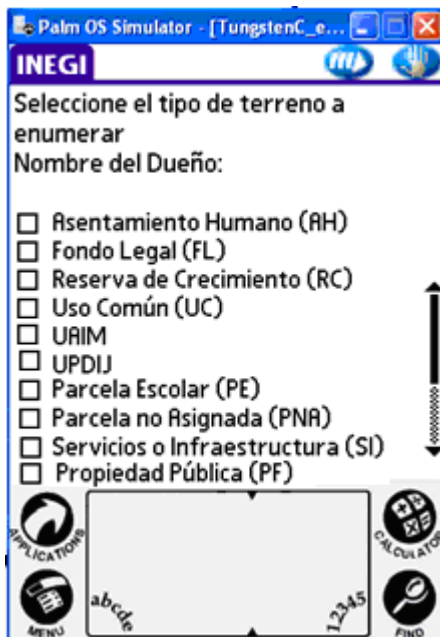 Palm OS Simulator - [TungstenC_e...
INEGI
Seleccione el tipo de terreno a
enumerar
Nombre del Dueño:
Asentamiento Humano (AH)
Fondo Legal (FL)
Reserva de Crecimiento (RC)
Uso Común (UC)
UAIM
UPDIJ
Parcela Escolar (PE)
Parcela no Asignada (PNA)
Servicios o Infraestructura (SI)
Propiedad Pública (PF)
APPLICATIONS
CALCULATOR
MENU
abcde
12345
FIND